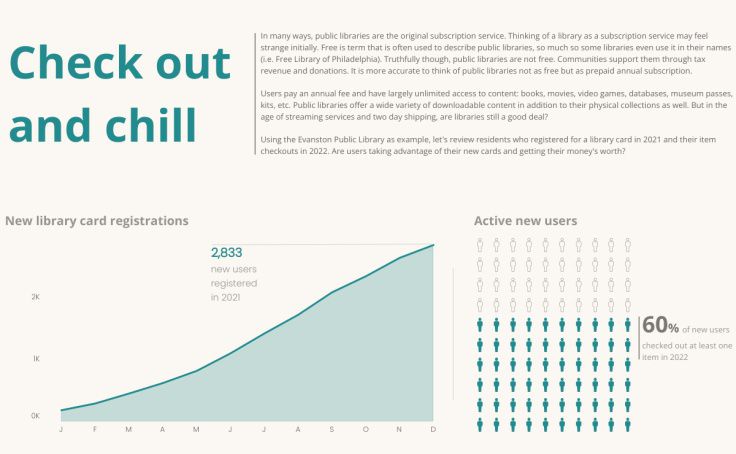 Check out
and chill
In many ways, public libraries are the original subscription service. Thinking of a library as a subscription service may feel
strange initially. Free is term that is often used to describe public libraries, so much so some libraries even use it in their names
(i.e. Free Library of Philadelphia). Truthfully though, public libraries are not free. Communities support them through tax
revenue and donations. It is more accurate to think of public libraries not as free but as prepaid annual subscription.
Users pay an annual fee and have largely unlimited access to content: books, movies, video games, databases, museum passes,
kits, etc. Public libraries offer a wide variety of downloadable content in addition to their physical collections as well. But in the
age of streaming services and two day shipping, are libraries still a good deal?
Using the Evanston Public Library as example, let's review residents who registered for a library card in 2021 and their item
checkouts in 2022. Are users taking advantage of their new cards and getting their money's worth?
New library card registrations
2,833
new users
registered
in 2021
2K
1K
0K
J F M A M J J A S O N D
Active new users
60% of new users
checked out at least one
item in 2022